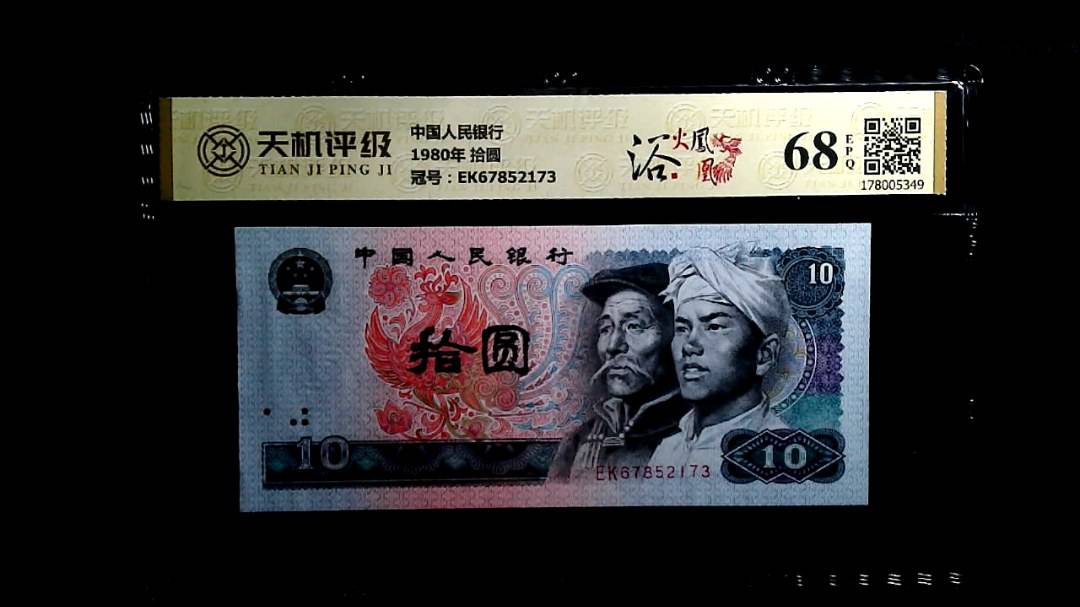 天机评级
TIAN JI PING JI
中国人民银行
1980年 拾圆
冠号：EK67852173
浴火凤凰
68
EPQ
178005349
中国人民银行
10
拾圆
10
EK67852173
10